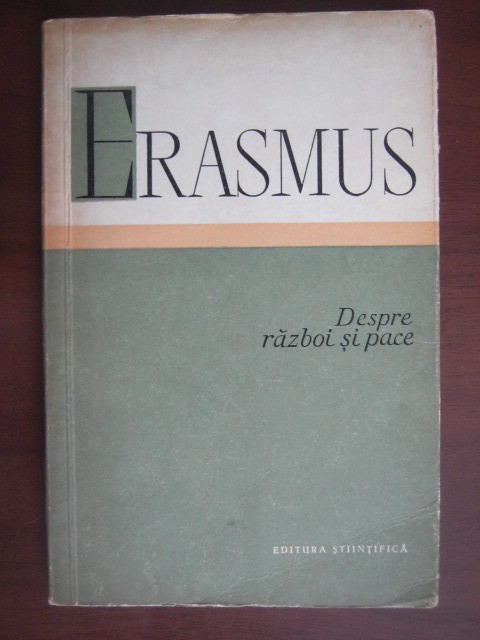 ERASMUS
Despre
război și pace
EDITURA ȘTIINȚIFICĂ